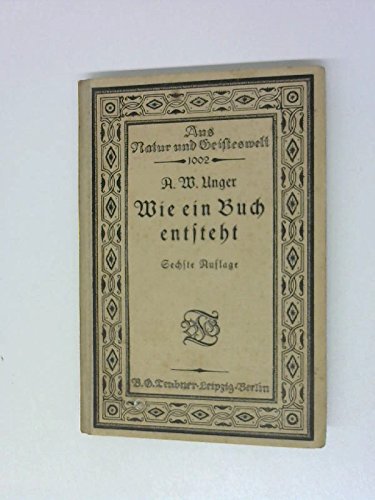 Aus
Natur und Geisteswelt
1002
A. W. Unger
Wie ein Buch
entsteht
Sechste Auflage
B. G. Teubner · Leipzig · Berlin